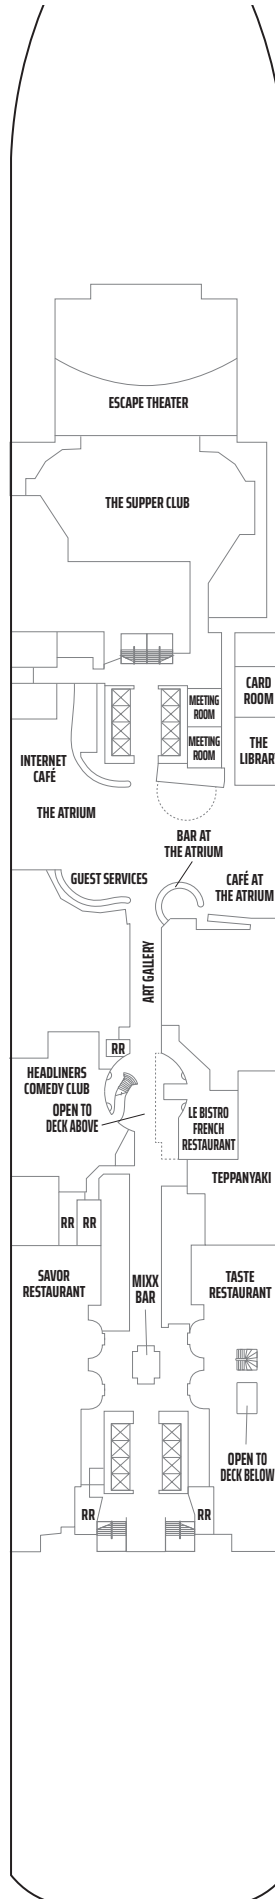 ESCAPE THEATER
THE SUPPER CLUB
CARD
ROOM
MEETING
ROOM
MEETING
ROOM
THE
LIBRARY
INTERNET
CAFÉ
THE ATRIUM
BAR AT
THE ATRIUM
GUEST SERVICES
CAFÉ AT
THE ATRIUM
ART GALLERY
RR
HEADLINERS
COMEDY CLUB
OPEN TO
DECK ABOVE
LE BISTRO
FRENCH
RESTAURANT
TEPPANYAKI
RR
RR
SAVOR
RESTAURANT
MIXX
BAR
TASTE
RESTAURANT
OPEN TO
DECK BELOW
RR
RR